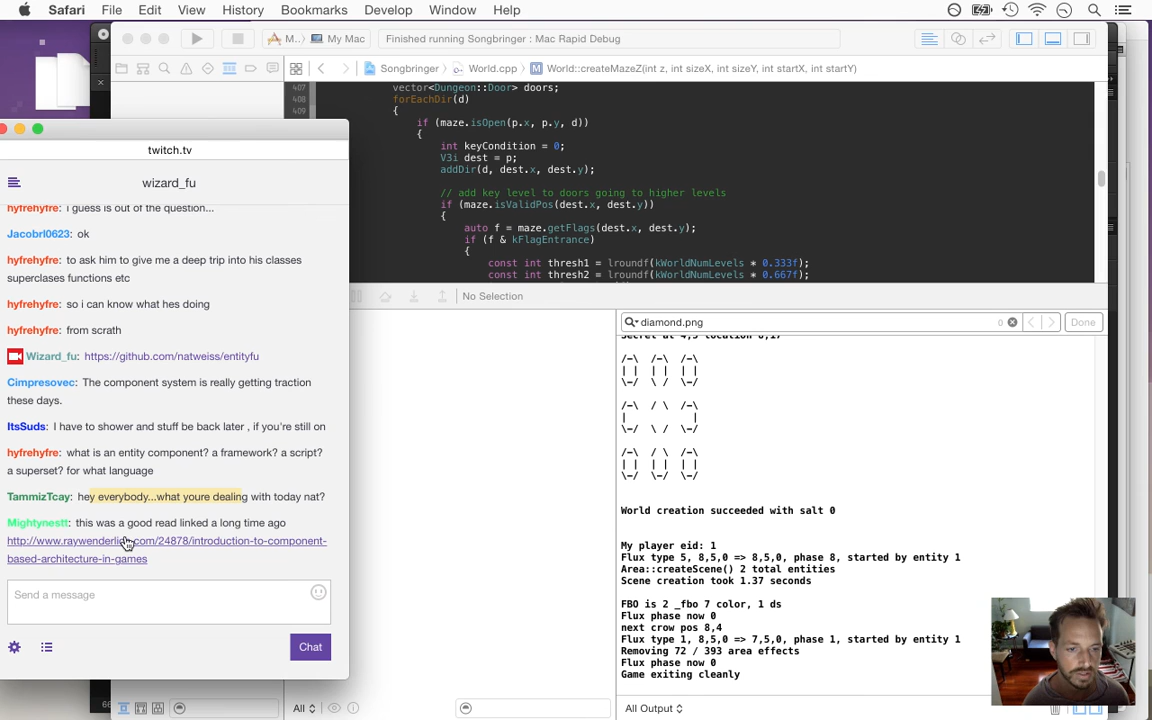 Safari File Edit View History Bookmarks Develop Window Help
M... My Mac
Finished running Songbringer : Mac Rapid Debug
Songbringer World.cpp World::createMazeZ(int z, int sizeX, int sizeY, int startX, int startY)
407 vector<Dungeon::Door> doors;
408 forEachDir(d)
409 {
if (maze.isOpen(p.x, p.y, d))
{
int keyCondition = 0;
V3i dest = p;
addDir(d, dest.x, dest.y);
// add key level to doors going to higher levels
if (maze.isValidPos(dest.x, dest.y))
{
auto f = maze.getFlags(dest.x, dest.y);
if (f & kFlagEntrance)
{
const int thresh1 = lroundf(kWorldNumLevels * 0.333f);
const int thresh2 = lroundf(kWorldNumLevels * 0.667f);
No Selection
twitch.tv
wizard_fu
hyfrehyfre: i guess is out of the question...
Jacobrl0623: ok
hyfrehyfre: to ask him to give me a deep trip into his classes
superclases functions etc
hyfrehyfre: so i can know what hes doing
hyfrehyfre: from scrath
Wizard_fu: https://github.com/natweiss/entityfu
Cimpresovec: The component system is really getting traction
these days.
ItsSuds: I have to shower and stuff be back later , if you're still on
hyfrehyfre: what is an entity component? a framework? a script?
a superset? for what language
TammizTcay: hey everybody...what youre dealing with today nat?
Mightynestt: this was a good read linked a long time ago
http://www.raywenderlich.com/24878/introduction-to-component-
based-architecture-in-games
Send a message
Chat
diamond.png 0 Done
/-\ /-\ /-\
| | | | | |
\-/ \ / \-/
/-\ / \ /-\
| |
\-/ \ / \-/
/-\ /-\ /-\
| | | | | |
\-/ \-/ \-/
World creation succeeded with salt 0
My player eid: 1
Flux type 5, 8,5,0 => 8,5,0, phase 8, started by entity 1
Area::createScene() 2 total entities
Scene creation took 1.37 seconds
FBO is 2 _fbo 7 color, 1 ds
Flux phase now 0
next crow pos 8,4
Flux type 1, 8,5,0 => 7,5,0, phase 1, started by entity 1
Removing 72 / 393 area effects
Flux phase now 0
Game exiting cleanly
All
All Output